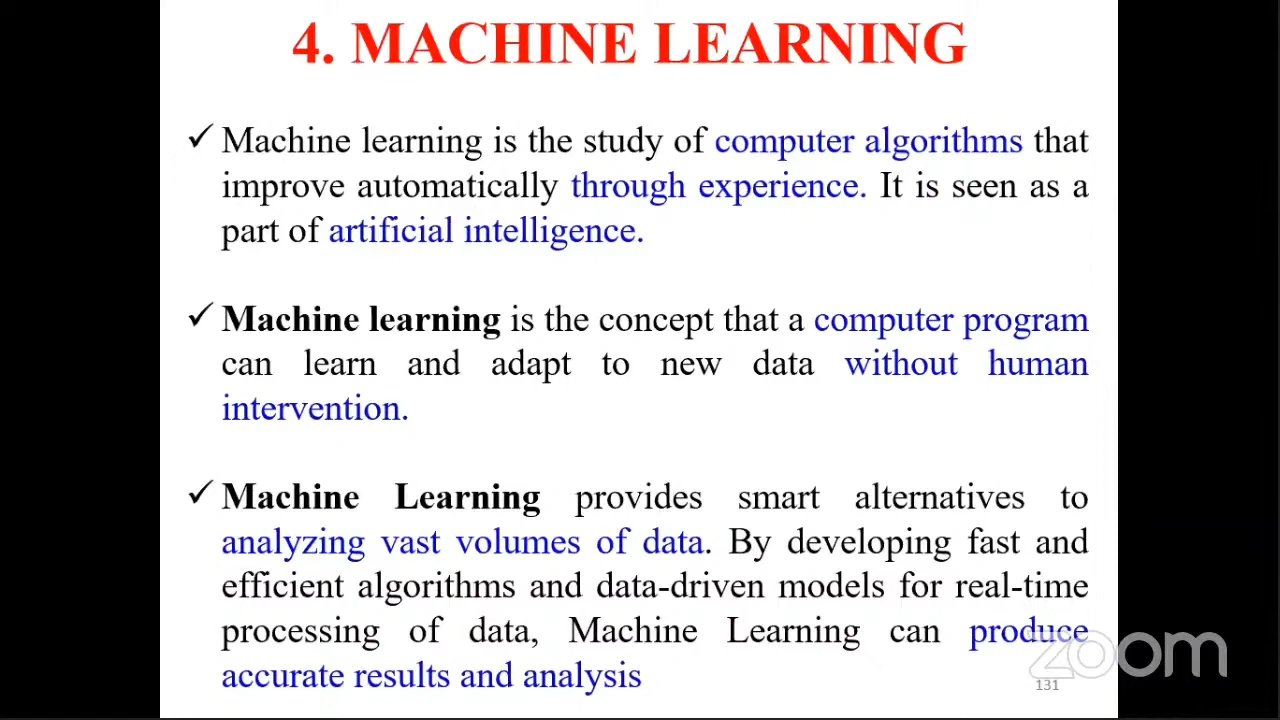 4. MACHINE LEARNING
✓ Machine learning is the study of computer algorithms that
improve automatically through experience. It is seen as a
part of artificial intelligence.
✓ Machine learning is the concept that a computer program
can learn and adapt to new data without human
intervention.
✓ Machine Learning provides smart alternatives to
analyzing vast volumes of data. By developing fast and
efficient algorithms and data-driven models for real-time
processing of data, Machine Learning can produce
accurate results and analysis
zoom
131